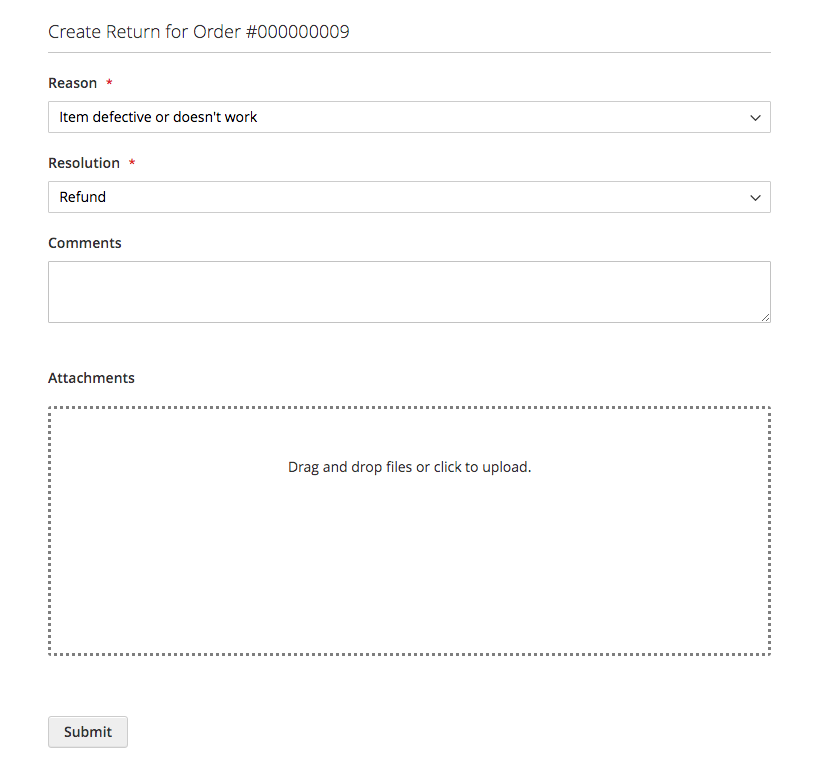 Create Return for Order #000000009
Reason *
Item defective or doesn't work
Resolution *
Refund
Comments
Attachments
Drag and drop files or click to upload.
Submit